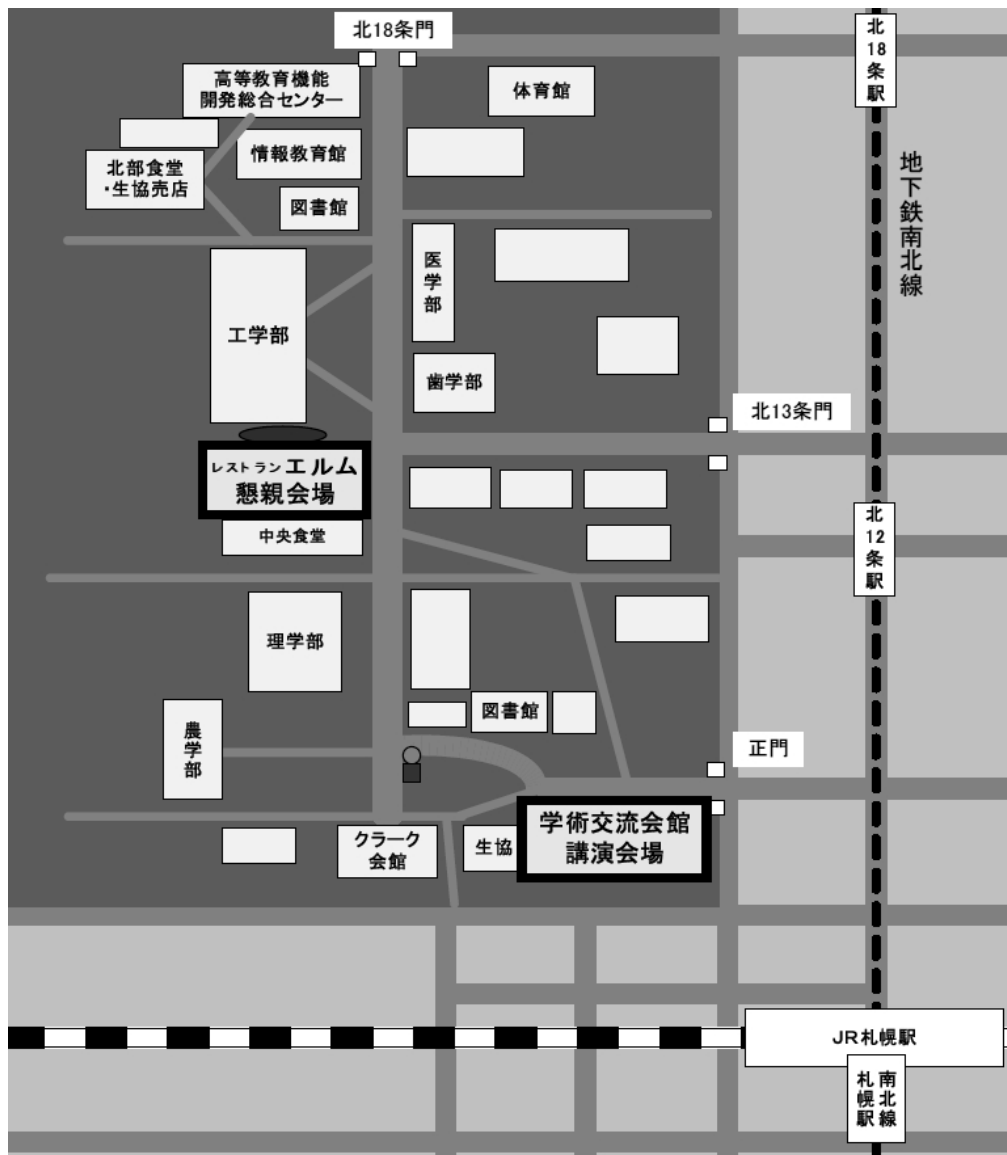 北18条門
北18条駅
高等教育機能
開発総合センター
体育館
情報教育館
北部食堂
・生協売店
図書館
地下鉄南北線
医学部
工学部
歯学部
北13条門
レストラン エルム
懇親会場
中央食堂
北12条駅
理学部
図書館
農学部
正門
学術交流会館
講演会場
クラーク
会館
生協
JR札幌駅
南北線
札幌駅